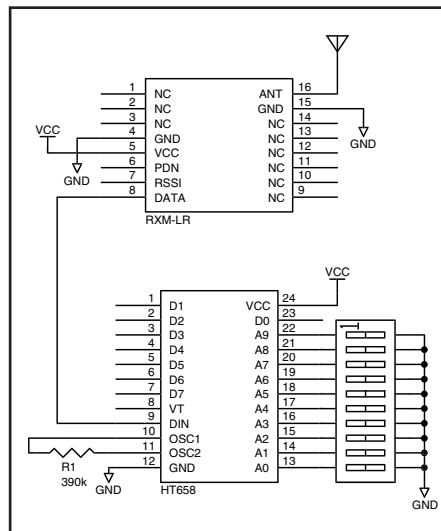 1 NC ANT 16
2 NC GND 15
3 NC NC 14
4 GND NC 13
VCC 5 VCC NC 12
6 PDN NC 11
7 RSSI NC 10
8 DATA NC 9
GND
GND
RXM-LR
VCC
1 D1 VCC 24
2 D2 D0 23
3 D3 A9 22
4 D4 A8 21
5 D5 A7 20
6 D6 A6 19
7 D7 A5 18
8 VT A4 17
9 DIN A3 16
10 OSC1 A2 15
11 OSC2 A1 14
12 GND A0 13
1
R1
390k
GND
HT658
GND